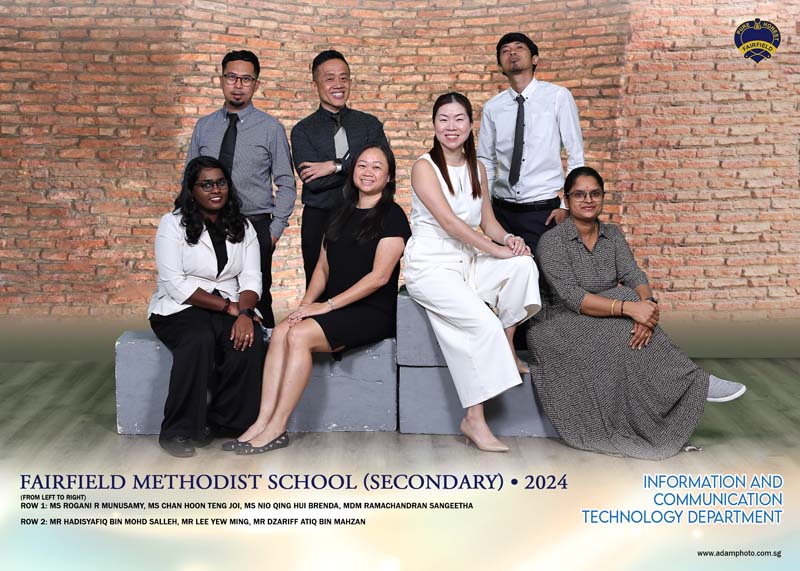 PURE HONEST
FAIRFIELD
FAIRFIELD METHODIST SCHOOL (SECONDARY) • 2024
(FROM LEFT TO RIGHT)
ROW 1: MS ROGANI R MUNUSAMY, MS CHAN HOON TENG JOI, MS NIO QING HUI BRENDA, MDM RAMACHANDRAN SANGEETHA
ROW 2: MR HADISYAFIQ BIN MOHD SALLEH, MR LEE YEW MING, MR DZARIFF ATIQ BIN MAHZAN
INFORMATION AND
COMMUNICATION
TECHNOLOGY DEPARTMENT
www.adamphoto.com.sg